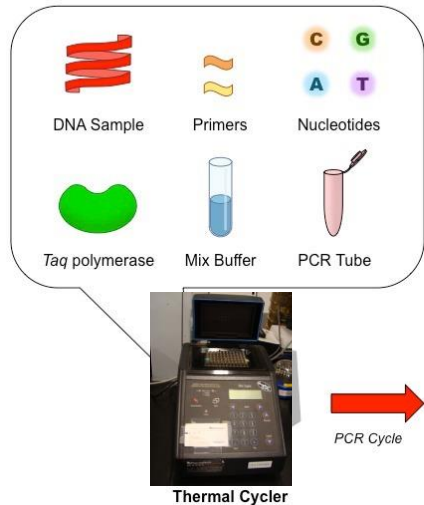 C G
A T
DNA Sample Primers Nucleotides
Taq polymerase Mix Buffer PCR Tube
PCR Cycle
Thermal Cycler